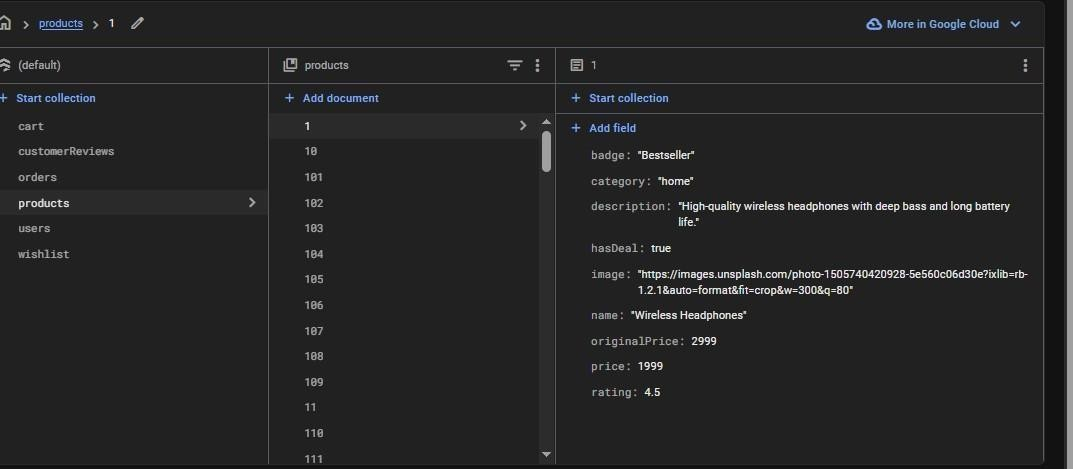 products > 1
More in Google Cloud
(default)
products
1
+ Start collection
+ Add document
+ Start collection
cart
customerReviews
orders
products
users
wishlist
1
10
101
102
103
104
105
106
107
108
109
11
110
111
+ Add field
badge: "Bestseller"
category: "home"
description: "High-quality wireless headphones with deep bass and long battery
life."
hasDeal: true
image: "https://images.unsplash.com/photo-1505740420928-5e560c06d30e?ixlib=rb-
1.2.1&auto=format&fit=crop&w=300&q=80"
name: "Wireless Headphones"
originalPrice: 2999
price: 1999
rating: 4.5